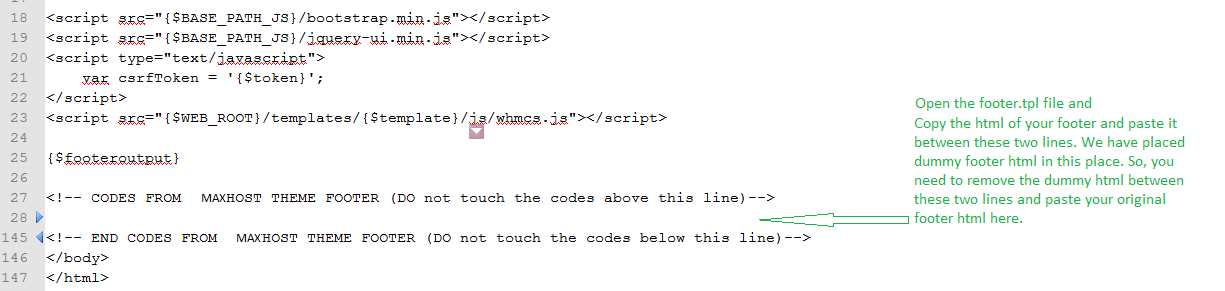 18 <script src="{$BASE_PATH_JS}/bootstrap.min.js"></script>
19 <script src="{$BASE_PATH_JS}/jquery-ui.min.js"></script>
20 <script type="text/javascript">
21     var csrfToken = '{$token}';
22 </script>
23 <script src="{$WEB_ROOT}/templates/{$template}/js/whmcs.js"></script>
24
25 {$footeroutput}
26
27 <!-- CODES FROM  MAXHOST THEME FOOTER (DO not touch the codes above this line)-->
28
145 <!-- END CODES FROM  MAXHOST THEME FOOTER (DO not touch the codes below this line)-->
146 </body>
147 </html>
Open the footer.tpl file and
Copy the html of your footer and paste it
between these two lines. We have placed
dummy footer html in this place. So, you
need to remove the dummy html between
these two lines and paste your original
footer html here.